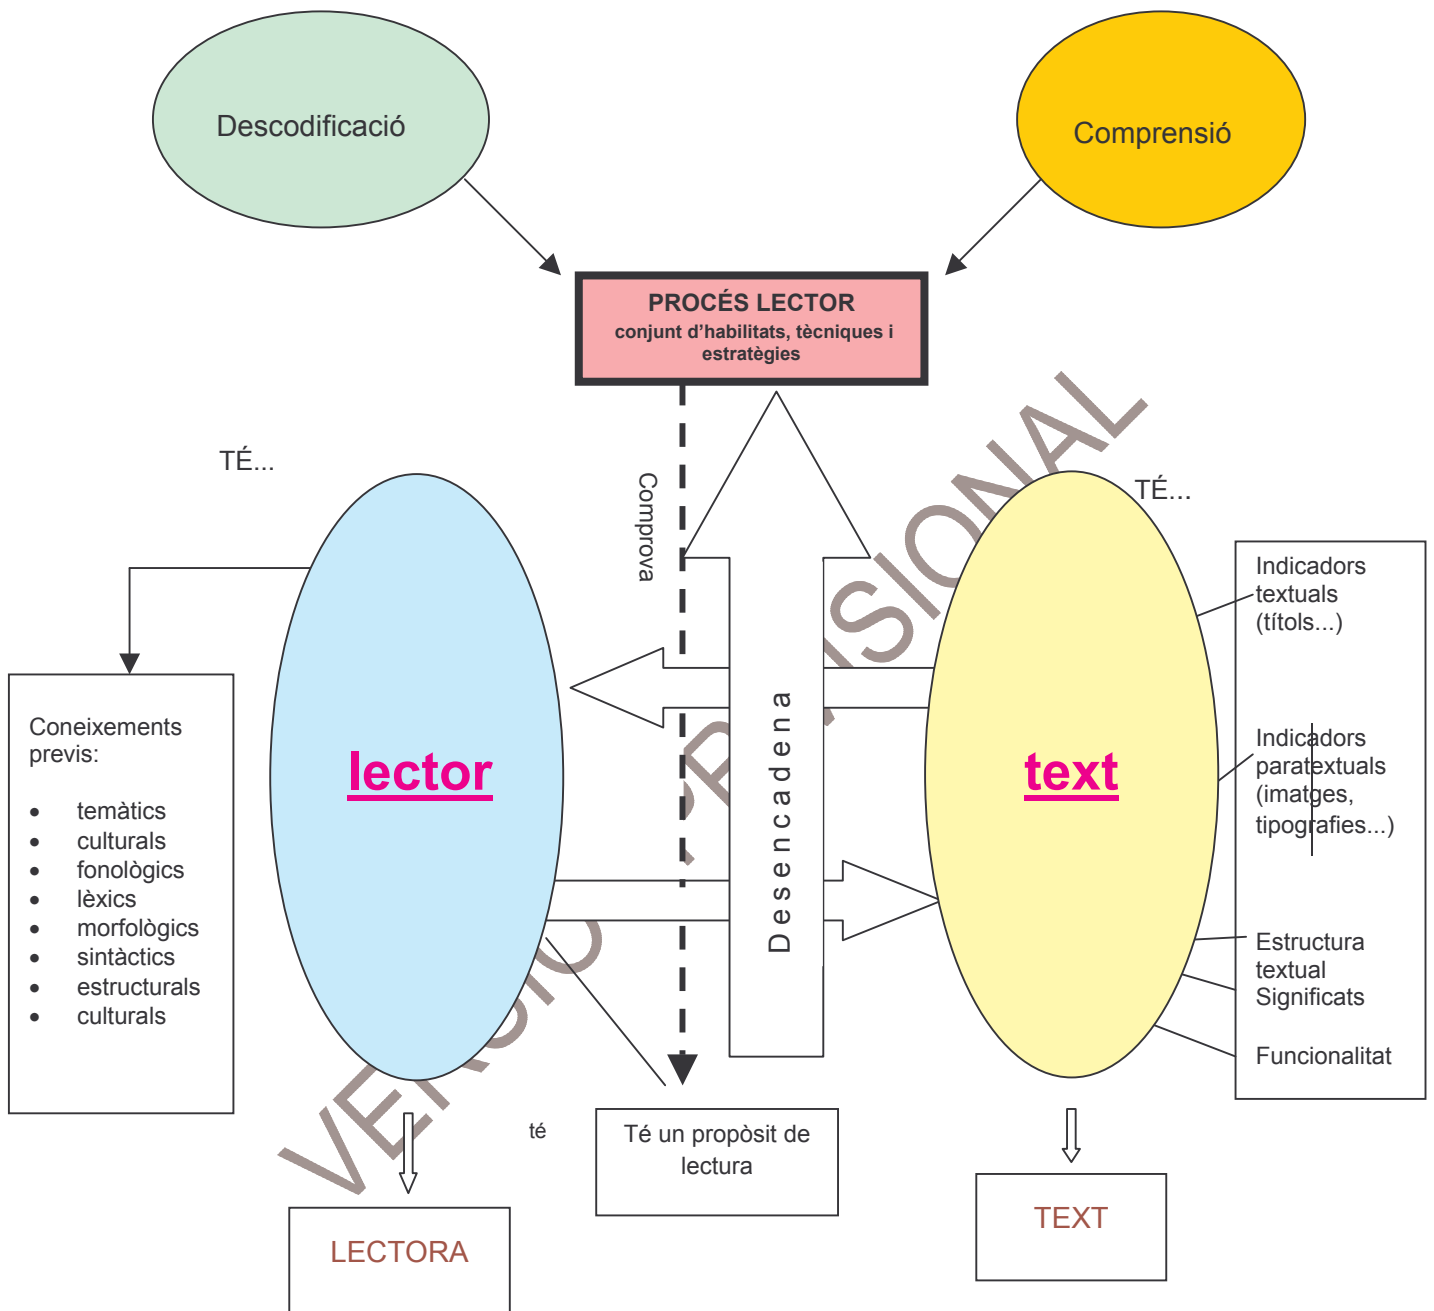 Descodificació
Comprensió
PROCÉS LECTOR
conjunt d’habilitats, tècniques i
estratègies
TÉ...
Comprova
TÉ...
Indicadors
textuals
(títols...)
Coneixements
previs:
• temàtics
• culturals
• fonològics
• lèxics
• morfològics
• sintàctics
• estructurals
• culturals
lector
Desencadena
text
Indicadors
paratextuals
(imatges,
tipografies...)
Estructura
textual
Significats
Funcionalitat
té
Té un propòsit de
lectura
LECTORA
TEXT
VERSIÓ PROVISIONAL